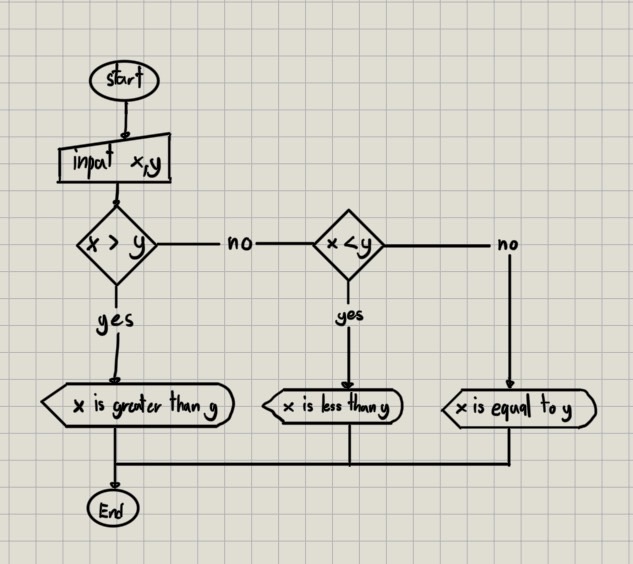 start
input x,y
x > y
no
x < y
no
yes
yes
x is greater than y
x is less than y
x is equal to y
End